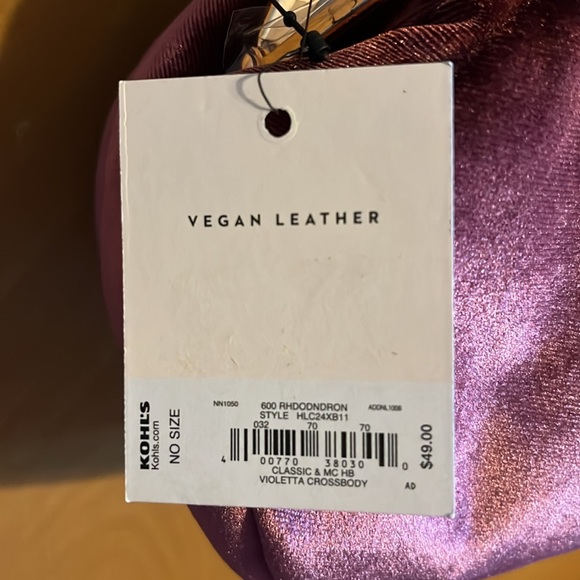 VEGAN LEATHER
NN1050 600 RHDODNDRON ADDNL1008
STYLE HLC24XB11
032 70 70
4 00770 38030 0
CLASSIC & MC HB
VIOLETTA CROSSBODY AD
$49.00
KOHL'S
Kohls.com
NO SIZE